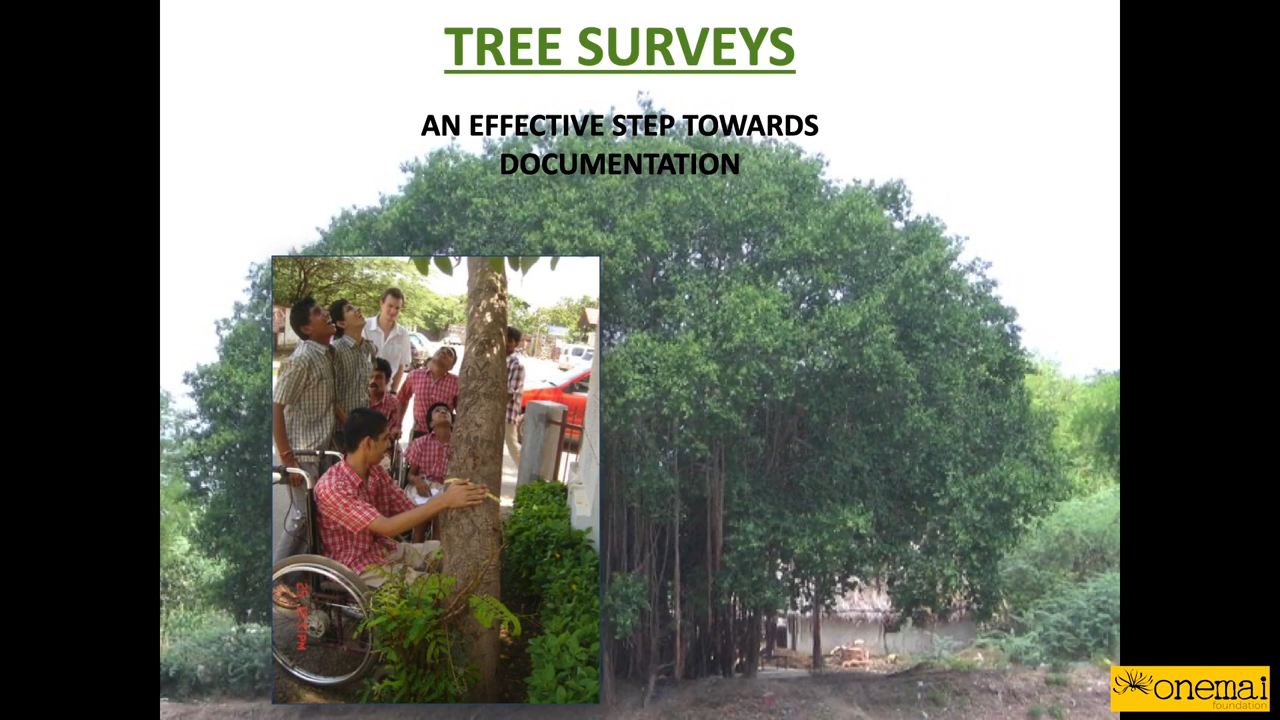 TREE SURVEYS
AN EFFECTIVE STEP TOWARDS
DOCUMENTATION
onemai
foundation